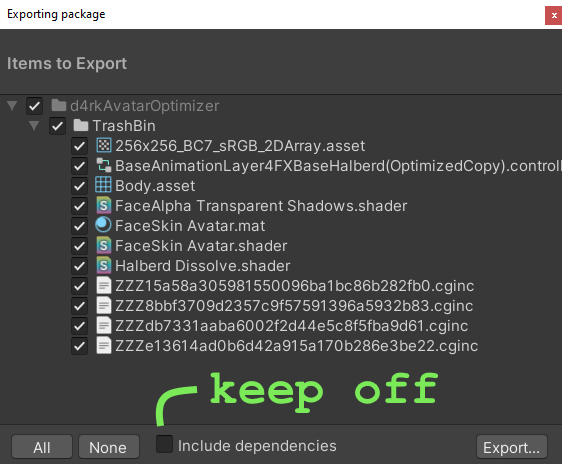 Exporting package
x
Items to Export
d4rkAvatarOptimizer
TrashBin
256x256_BC7_sRGB_2DArray.asset
BaseAnimationLayer4FXBaseHalberd(OptimizedCopy).controll
Body.asset
FaceAlpha Transparent Shadows.shader
FaceSkin Avatar.mat
FaceSkin Avatar.shader
Halberd Dissolve.shader
ZZZ15a58a305981550096ba1bc86b282fb0.cginc
ZZZ8bbf3709d2357c9f57591396a5932b83.cginc
ZZZdb7331aaba6002f2d44e5c8f5fba9d61.cginc
ZZZe13614ad0b6d42a915a170b286e3be22.cginc
keep off
All None Include dependencies Export...